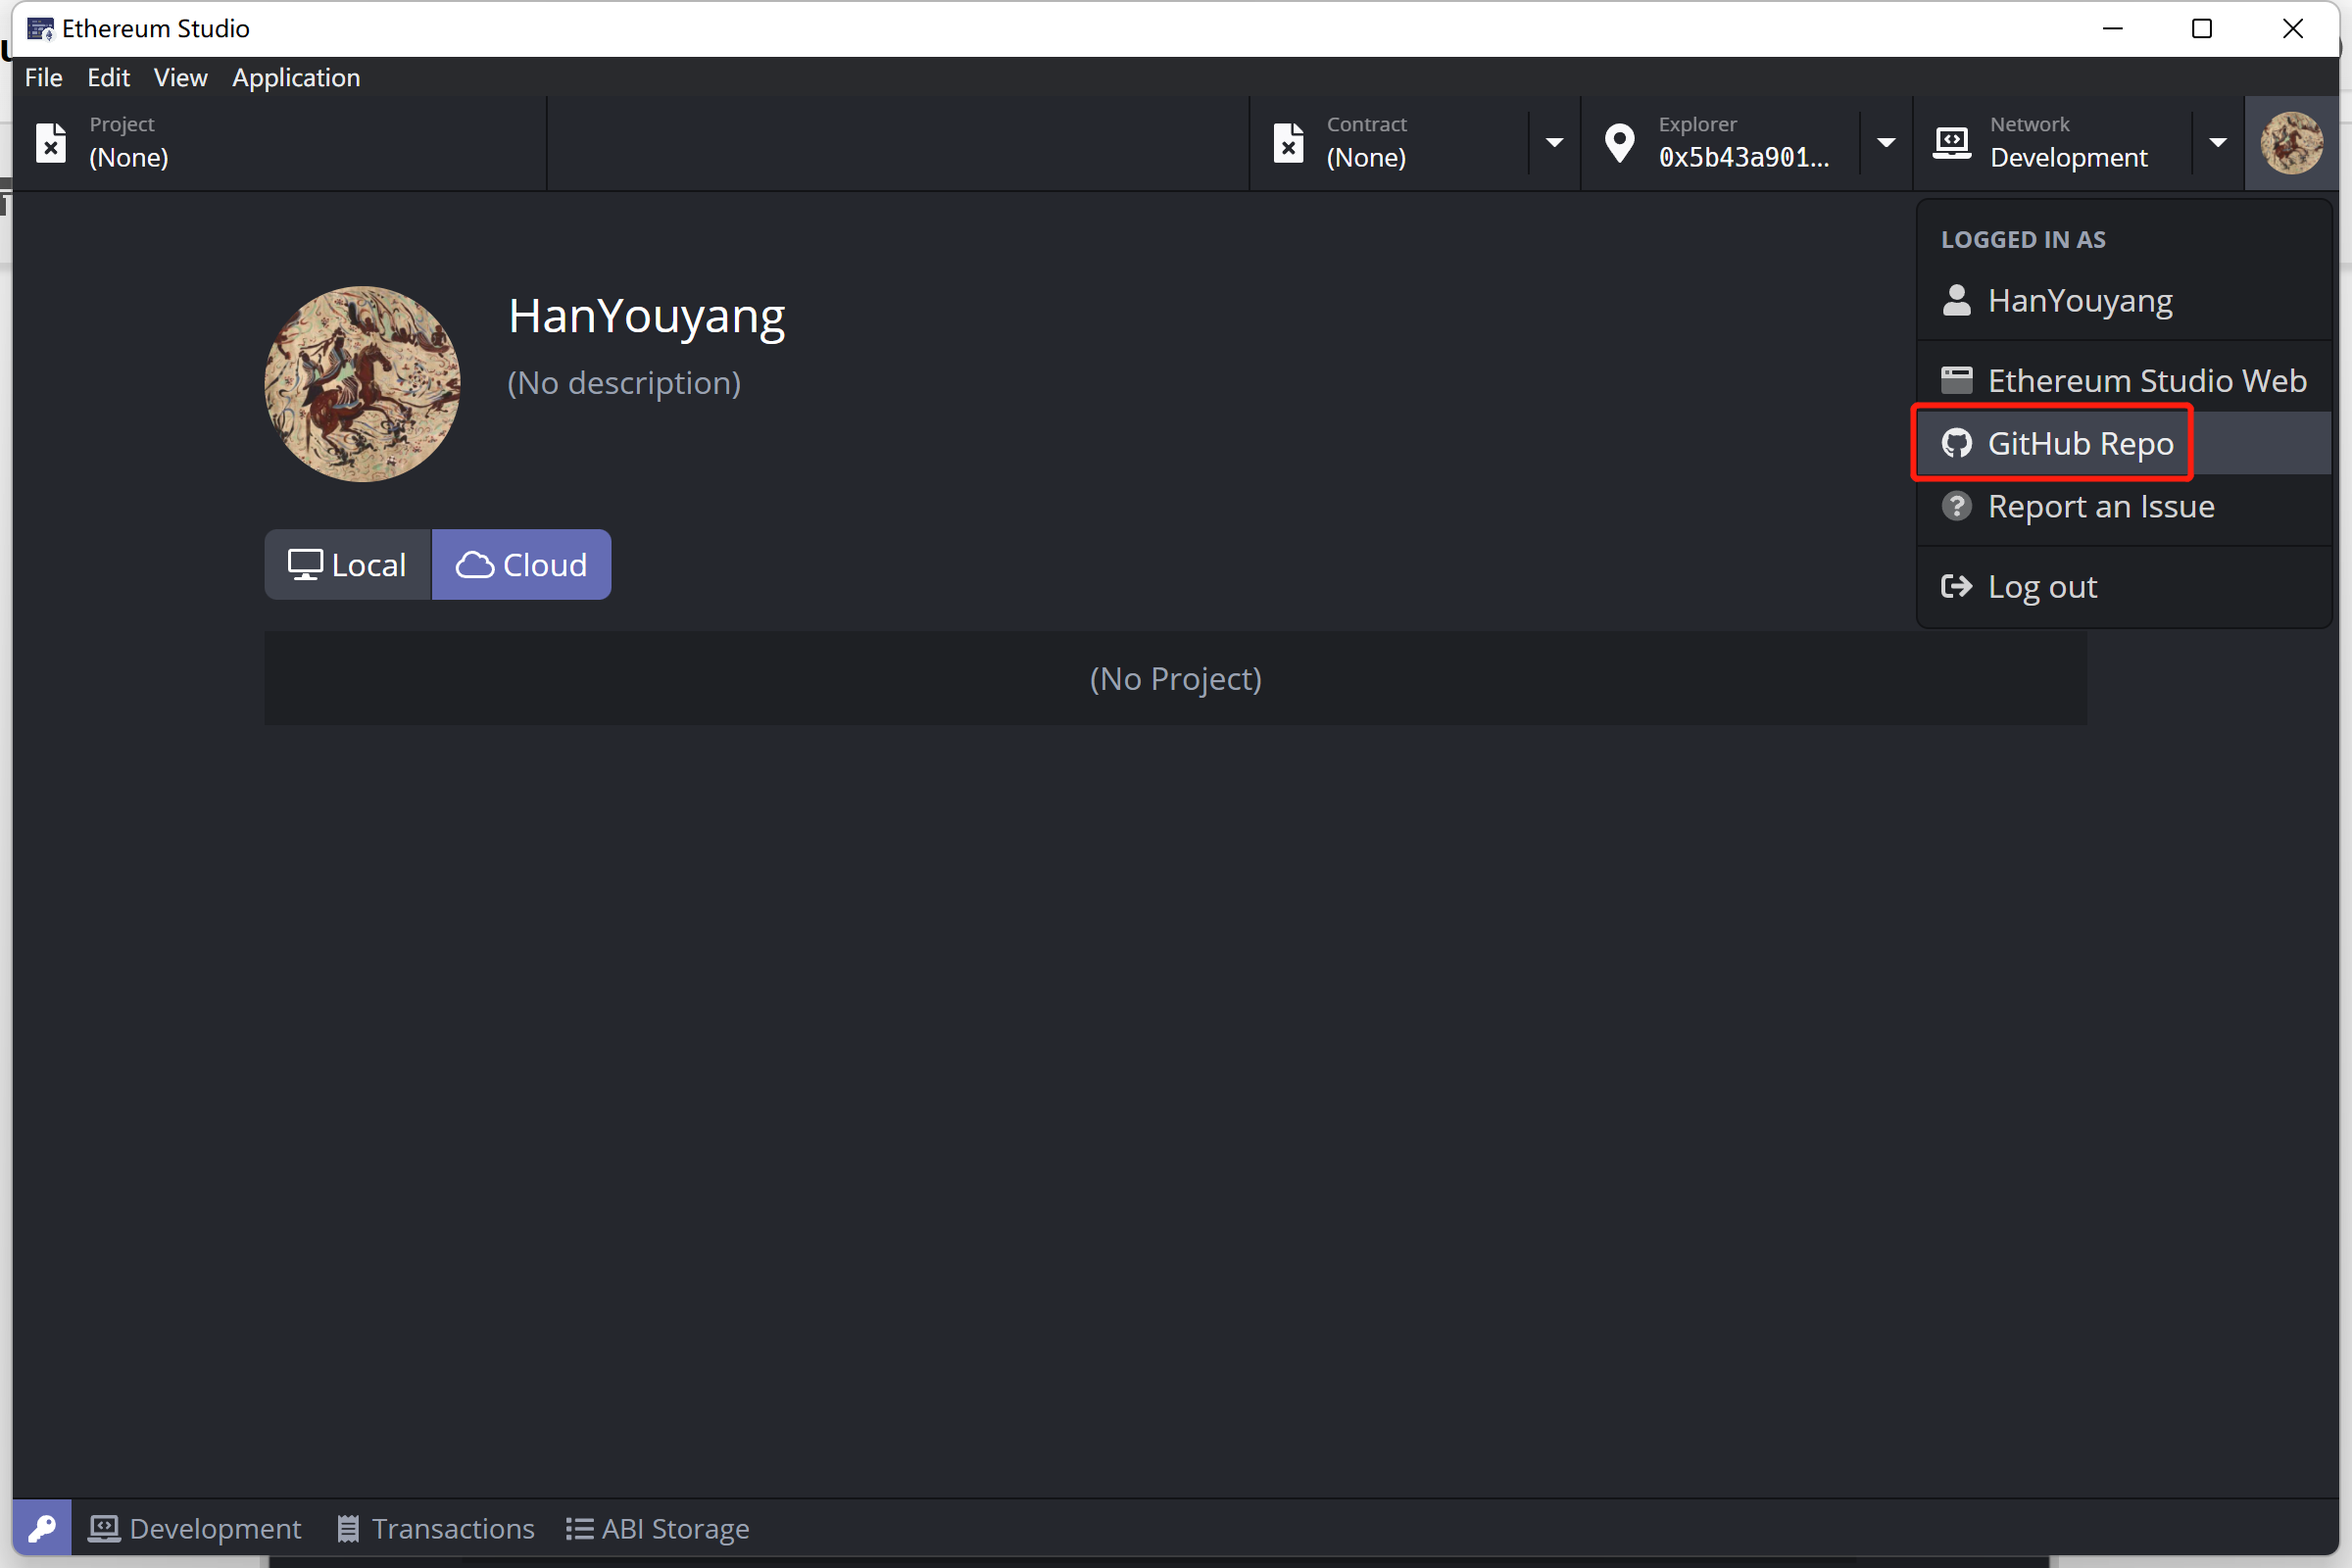 Ethereum Studio
File Edit View Application
Project
(None)
Contract
(None)
Explorer
0x5b43a901...
Network
Development
LOGGED IN AS
HanYouyang
Ethereum Studio Web
GitHub Repo
Report an Issue
Log out
HanYouyang
(No description)
Local
Cloud
(No Project)
Development
Transactions
ABI Storage